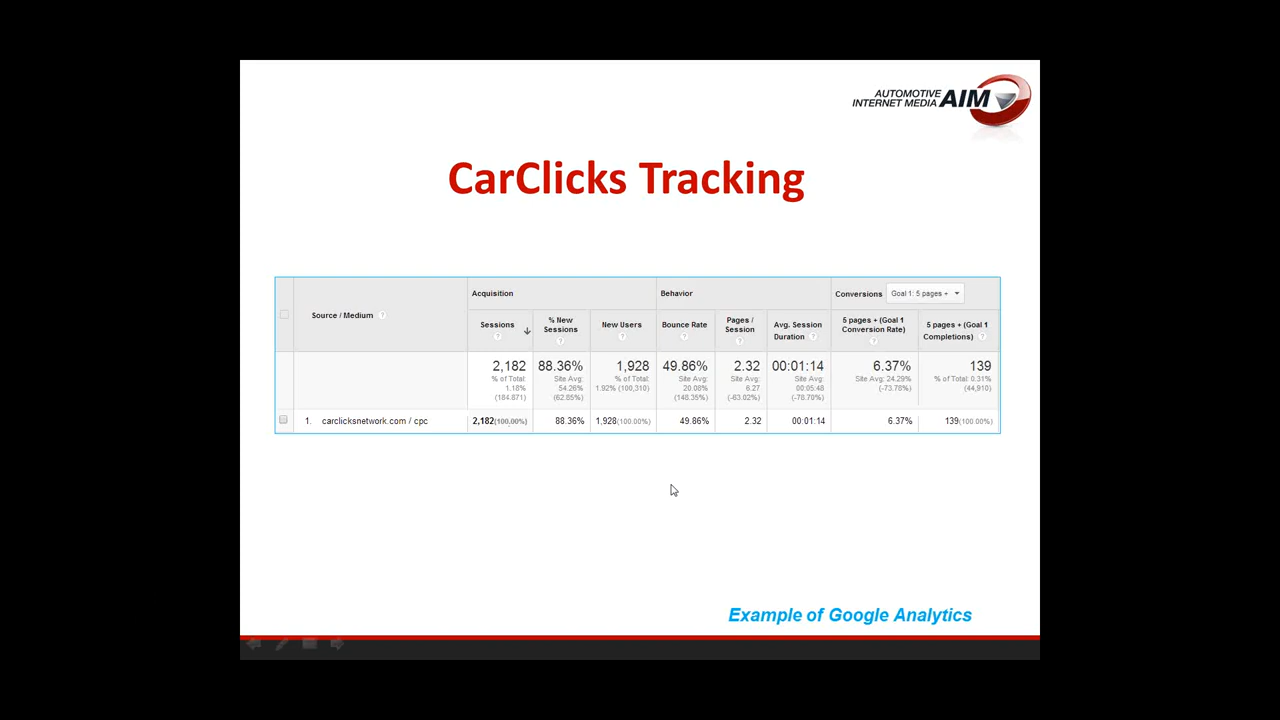 AUTOMOTIVE
INTERNET MEDIA AIM
CarClicks Tracking
Acquisition Behavior Conversions Goal 1: 5 pages +
Source / Medium ? Sessions ? % New Sessions ? New Users ? Bounce Rate ? Pages / Session ? Avg. Session Duration ? 5 pages + (Goal 1 Conversion Rate) ? 5 pages + (Goal 1 Completions) ?
2,182 88.36% 1,928 49.86% 2.32 00:01:14 6.37% 139
% of Total: Site Avg: % of Total: Site Avg: Site Avg: Site Avg: Site Avg: 24.29% % of Total: 0.31%
1.18% 54.26% 1.92% (100,310) 20.08% 6.27 00:05:48 (-73.78%) (44,910)
(184,871) (62.85%) (148.35%) (-63.02%) (-78.70%)
1. carclicksnetwork.com / cpc 2,182(100.00%) 88.36% 1,928(100.00%) 49.86% 2.32 00:01:14 6.37% 139(100.00%)
Example of Google Analytics